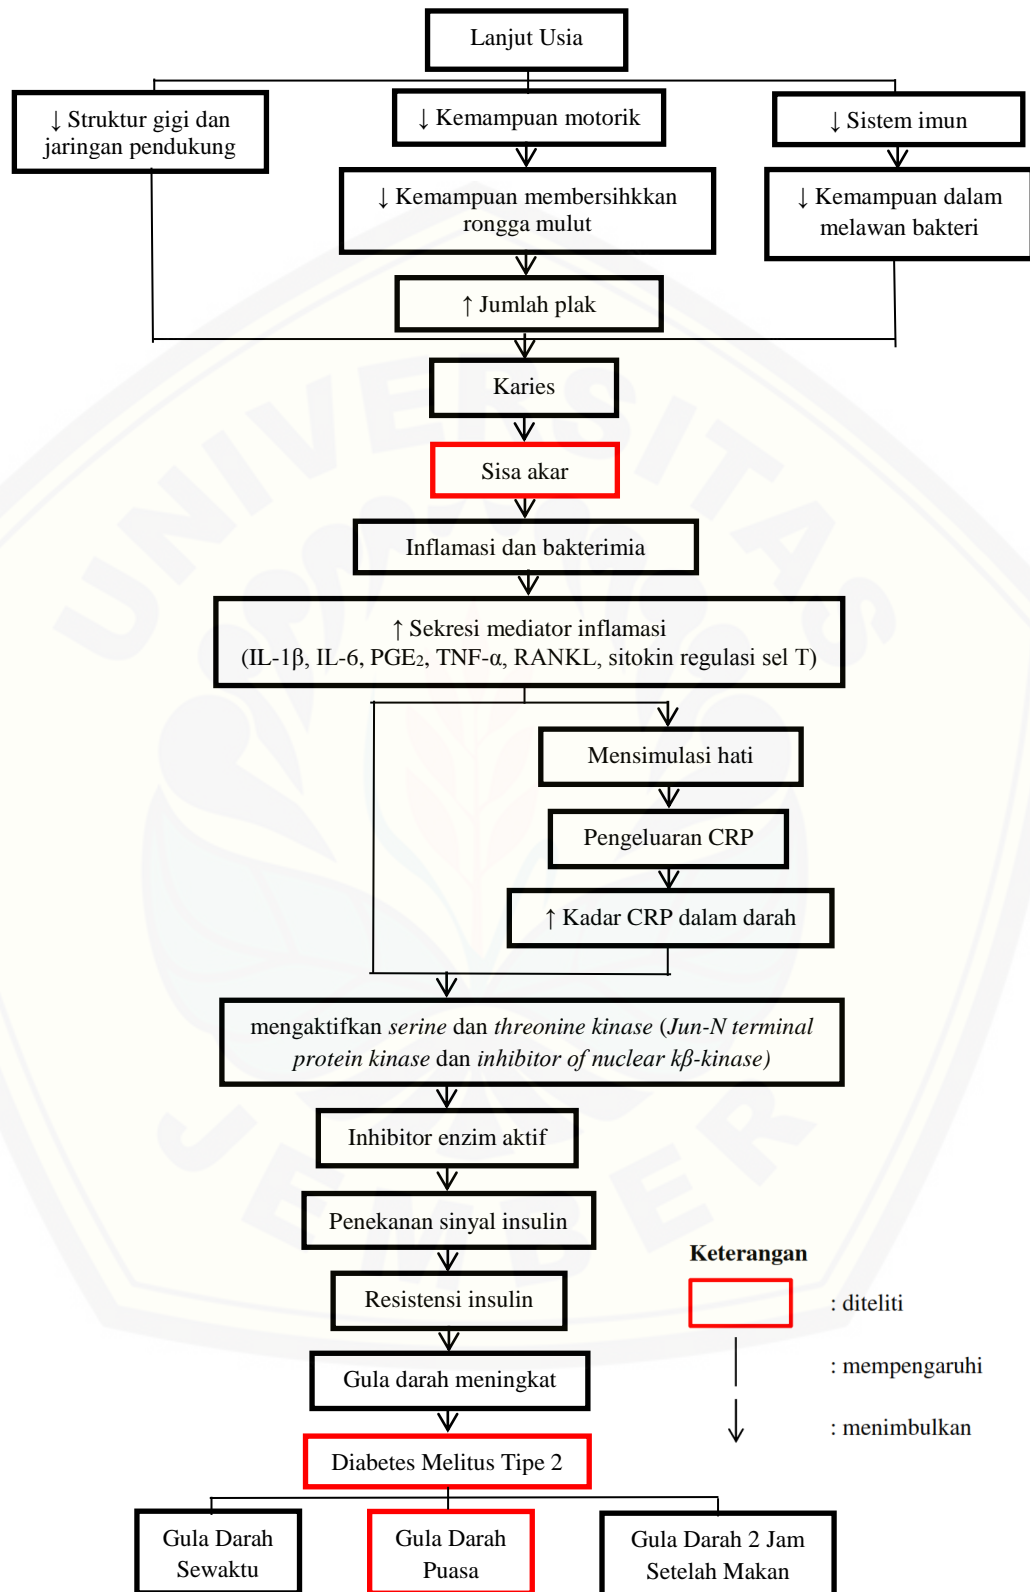 Lanjut Usia
↓ Struktur gigi dan
jaringan pendukung
↓ Kemampuan motorik
↓ Sistem imun
↓ Kemampuan membersihkkan
rongga mulut
↓ Kemampuan dalam
melawan bakteri
↑ Jumlah plak
Karies
Sisa akar
Inflamasi dan bakterimia
↑ Sekresi mediator inflamasi
(IL-1β, IL-6, PGE₂, TNF-α, RANKL, sitokin regulasi sel T)
Mensimulasi hati
Pengeluaran CRP
↑ Kadar CRP dalam darah
mengaktifkan serine dan threonine kinase (Jun-N terminal
protein kinase dan inhibitor of nuclear kβ-kinase)
Inhibitor enzim aktif
Penekanan sinyal insulin
Resistensi insulin
Gula darah meningkat
Diabetes Melitus Tipe 2
Gula Darah
Sewaktu
Gula Darah
Puasa
Gula Darah 2 Jam
Setelah Makan
Keterangan
: diteliti
: mempengaruhi
: menimbulkan
UNIVERSITAS
JEMBER